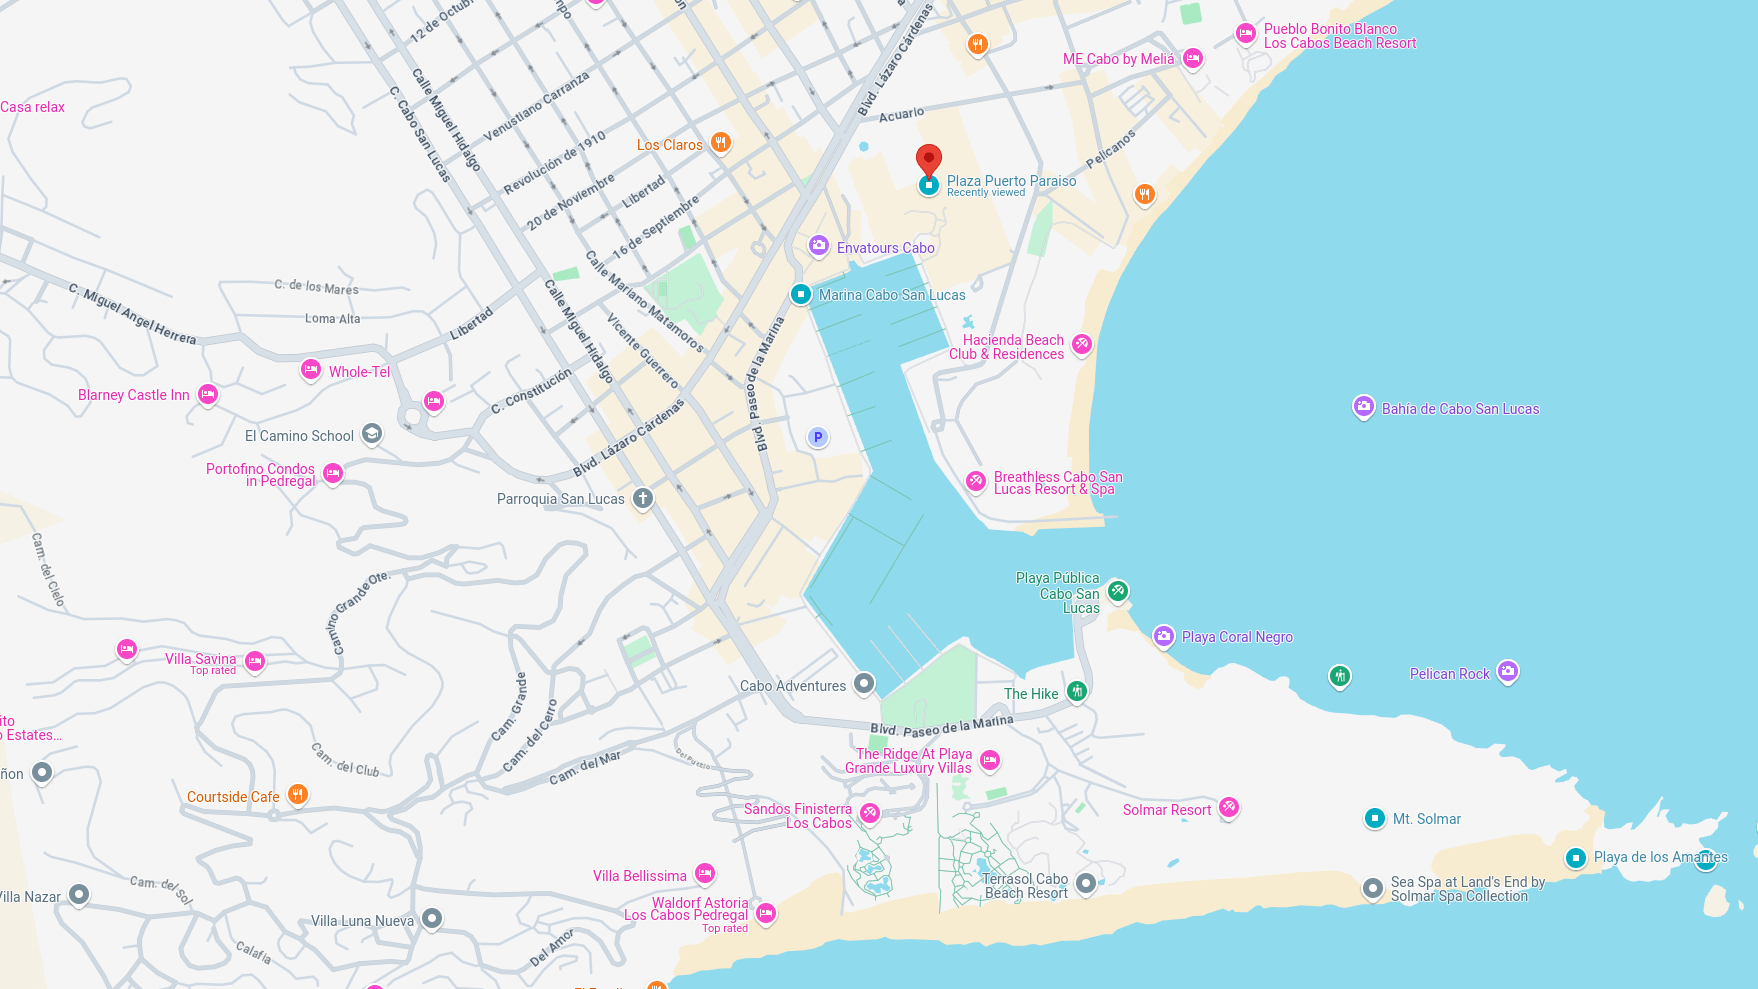 12 de Octubr
Blvd. Lázaro Cárdenas
Pueblo Bonito Blanco
Los Cabos Beach Resort
ME Cabo by Meliá
Casa relax
C. Cabo San Lucas
Calle Miguel Hidalgo
Venustiano Carranza
Acuario
Los Claros
Revolución de 1910
Pelicanos
20 de Noviembre
Libertad
Plaza Puerto Paraiso
Recently viewed
16 de Septiembre
Envatours Cabo
C. Miguel Angel Herrera
C. de los Mares
Loma Alta
Libertad
Calle Miguel Hidalgo
Calle Mariano Matamoros
Vicente Guerrero
Marina Cabo San Lucas
Blvd. Paseo de la Marina
Hacienda Beach
Club & Residences
Whole-Tel
Blarney Castle Inn
C. Constitución
Bahía de Cabo San Lucas
El Camino School
Blvd. Lázaro Cárdenas
P
Portofino Condos
in Pedregal
Parroquia San Lucas
Breathless Cabo San
Lucas Resort & Spa
Cam. del Cielo
Camino Grande Ote.
Playa Pública
Cabo San
Lucas
Playa Coral Negro
Villa Savina
Top rated
Pelican Rock
Cabo Adventures
The Hike
ito
o Estates...
Cam. Grande
Cam. del Cerro
Blvd. Paseo de la Marina
Cam. del Club
Cam. del Mar
Del Pueblo
The Ridge At Playa
Grande Luxury Villas
ñon
Courtside Cafe
Sandos Finisterra
Los Cabos
Solmar Resort
Mt. Solmar
Playa de los Amantes
Villa Bellissima
Terrasol Cabo
Beach Resort
Sea Spa at Land's End by
Solmar Spa Collection
Villa Nazar
Cam. del Sol
Waldorf Astoria
Los Cabos Pedregal
Top rated
Villa Luna Nueva
Calafia
Del Amor